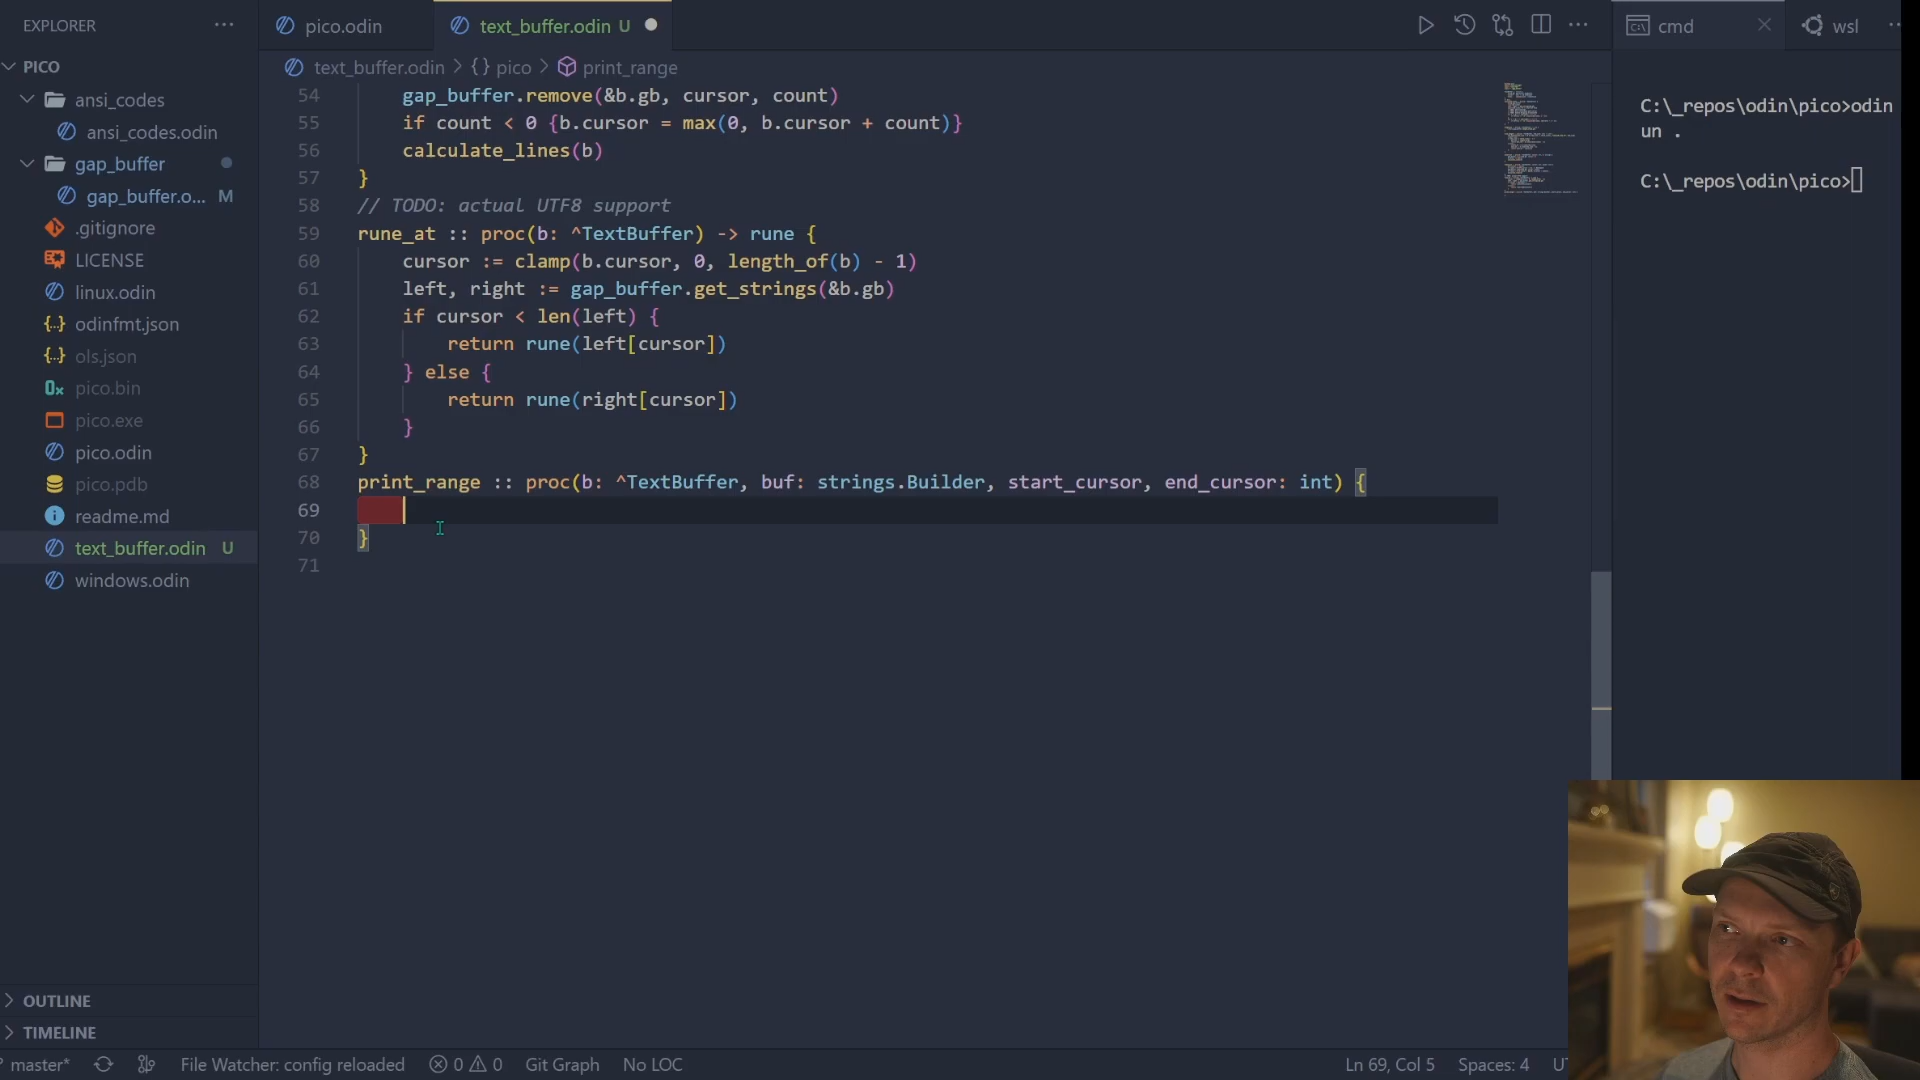 EXPLORER
PICO
ansi_codes
ansi_codes.odin
gap_buffer
gap_buffer.o... M
.gitignore
LICENSE
linux.odin
odinfmt.json
ols.json
pico.bin
pico.exe
pico.odin
pico.pdb
readme.md
text_buffer.odin U
windows.odin
OUTLINE
TIMELINE
pico.odin
text_buffer.odin U
text_buffer.odin > {} pico > print_range
54 gap_buffer.remove(&b.gb, cursor, count)
55 if count < 0 {b.cursor = max(0, b.cursor + count)}
56 calculate_lines(b)
57 }
58 // TODO: actual UTF8 support
59 rune_at :: proc(b: ^TextBuffer) -> rune {
60 cursor := clamp(b.cursor, 0, length_of(b) - 1)
61 left, right := gap_buffer.get_strings(&b.gb)
62 if cursor < len(left) {
63 return rune(left[cursor])
64 } else {
65 return rune(right[cursor])
66 }
67 }
68 print_range :: proc(b: ^TextBuffer, buf: strings.Builder, start_cursor, end_cursor: int) {
69
70 }
71
cmd
wsl
C:\_repos\odin\pico>odin
un .
C:\_repos\odin\pico>
master*
File Watcher: config reloaded
0 0
Git Graph
No LOC
Ln 69, Col 5
Spaces: 4